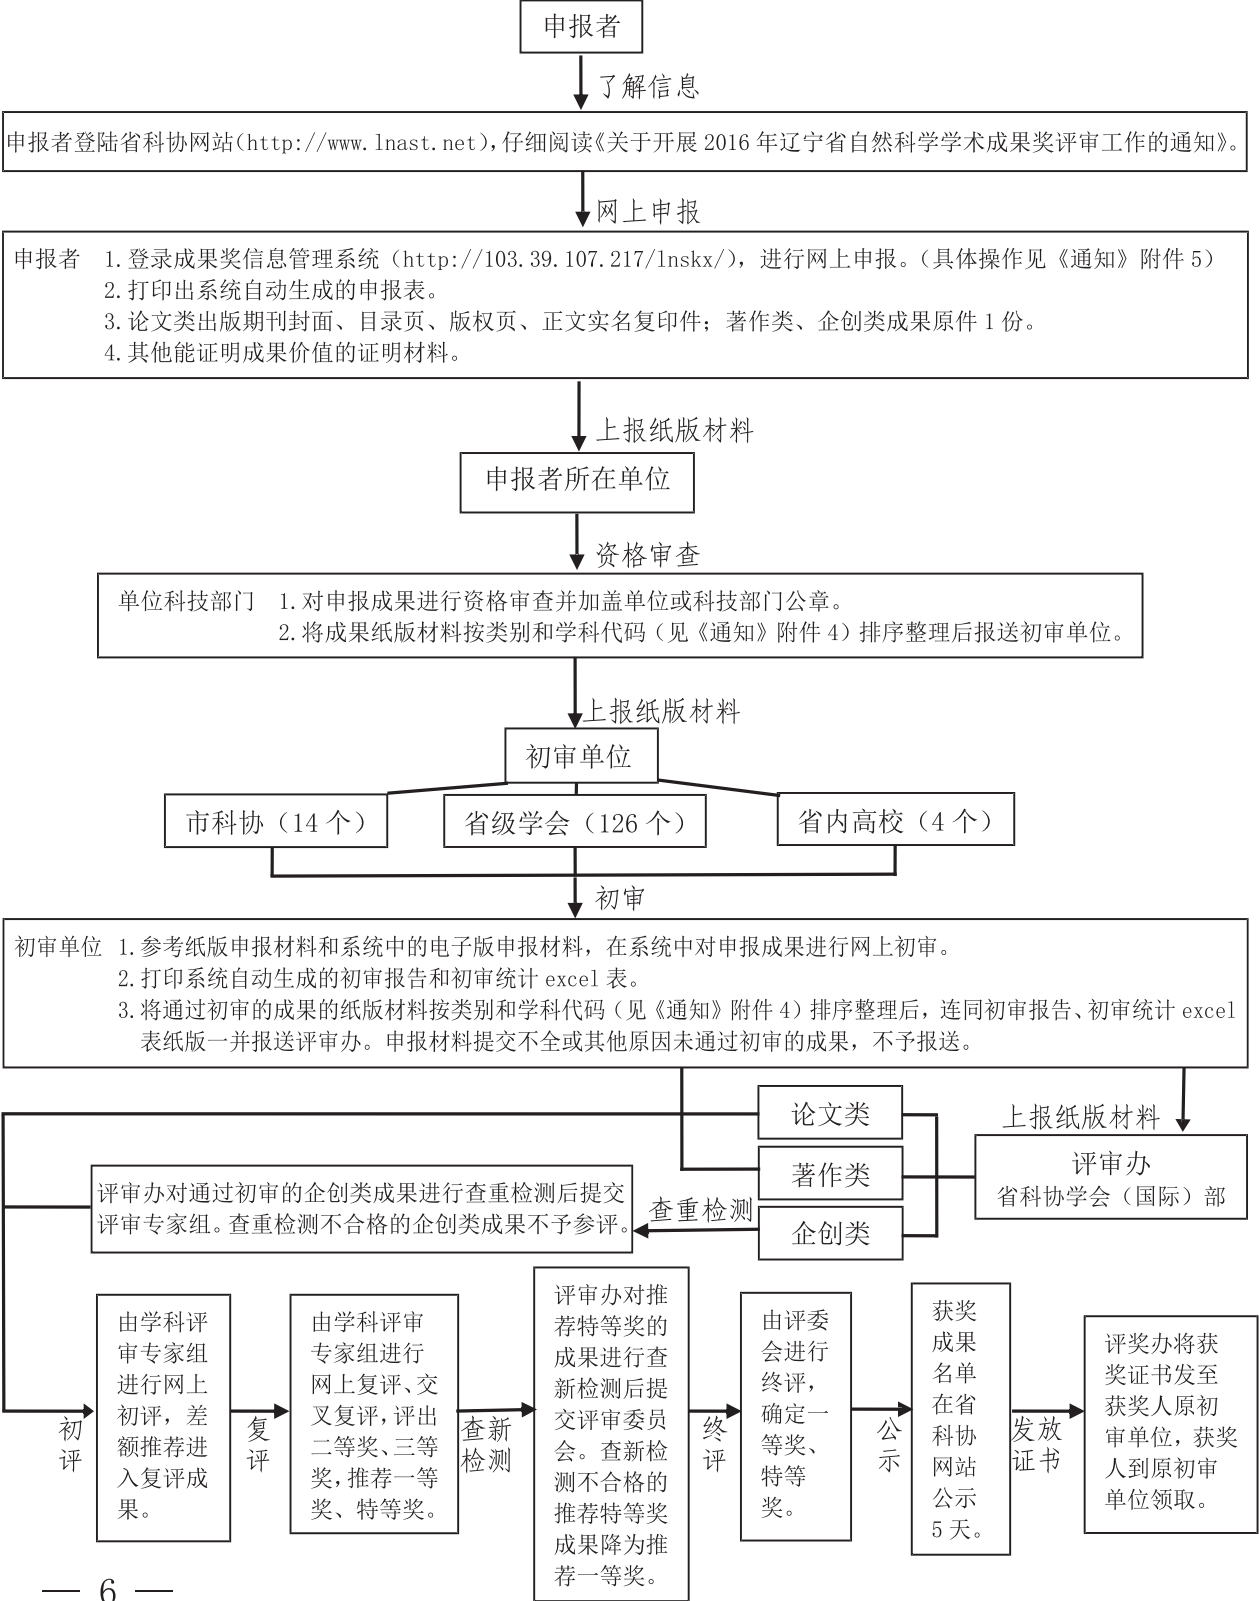 申报者
了解信息
申报者登陆省科协网站(http://www.lnast.net),仔细阅读《关于开展 2016 年辽宁省自然科学学术成果奖评审工作的通知》。
网上申报
申报者 1.登录成果奖信息管理系统（http://103.39.107.217/lnskx/），进行网上申报。（具体操作见《通知》附件 5）
2.打印出系统自动生成的申报表。
3.论文类出版期刊封面、目录页、版权页、正文实名复印件；著作类、企创类成果原件 1 份。
4.其他能证明成果价值的证明材料。
上报纸版材料
申报者所在单位
资格审查
单位科技部门 1.对申报成果进行资格审查并加盖单位或科技部门公章。
2.将成果纸版材料按类别和学科代码（见《通知》附件 4）排序整理后报送初审单位。
上报纸版材料
初审单位
市科协（14 个）
省级学会（126 个）
省内高校（4 个）
初审
初审单位 1.参考纸版申报材料和系统中的电子版申报材料，在系统中对申报成果进行网上初审。
2.打印系统自动生成的初审报告和初审统计 excel 表。
3.将通过初审的成果的纸版材料按类别和学科代码（见《通知》附件 4）排序整理后，连同初审报告、初审统计 excel
表纸版一并报送评审办。申报材料提交不全或其他原因未通过初审的成果，不予报送。
论文类
著作类
企创类
上报纸版材料
评审办
省科协学会（国际）部
查重检测
评审办对通过初审的企创类成果进行查重检测后提交
评审专家组。查重检测不合格的企创类成果不予参评。
初
评
由学科评
审专家组
进行网上
初评，差
额推荐进
入复评成
果。
复
评
由学科评审
专家组进行
网上复评、交
叉复评，评出
二等奖、三等
奖，推荐一等
奖、特等奖。
查新
检测
评审办对推
荐特等奖的
成果进行查
新检测后提
交评审委员
会。查新检
测不合格的
推荐特等奖
成果降为推
荐一等奖。
终
评
由评委
会进行
终评，
确定一
等奖、
特等
奖。
公
示
获奖
成果
名单
在省
科协
网站
公示
5 天。
发放
证书
评奖办将获
奖证书发至
获奖人原初
审单位，获奖
人到原初审
单位领取。
— 6 —